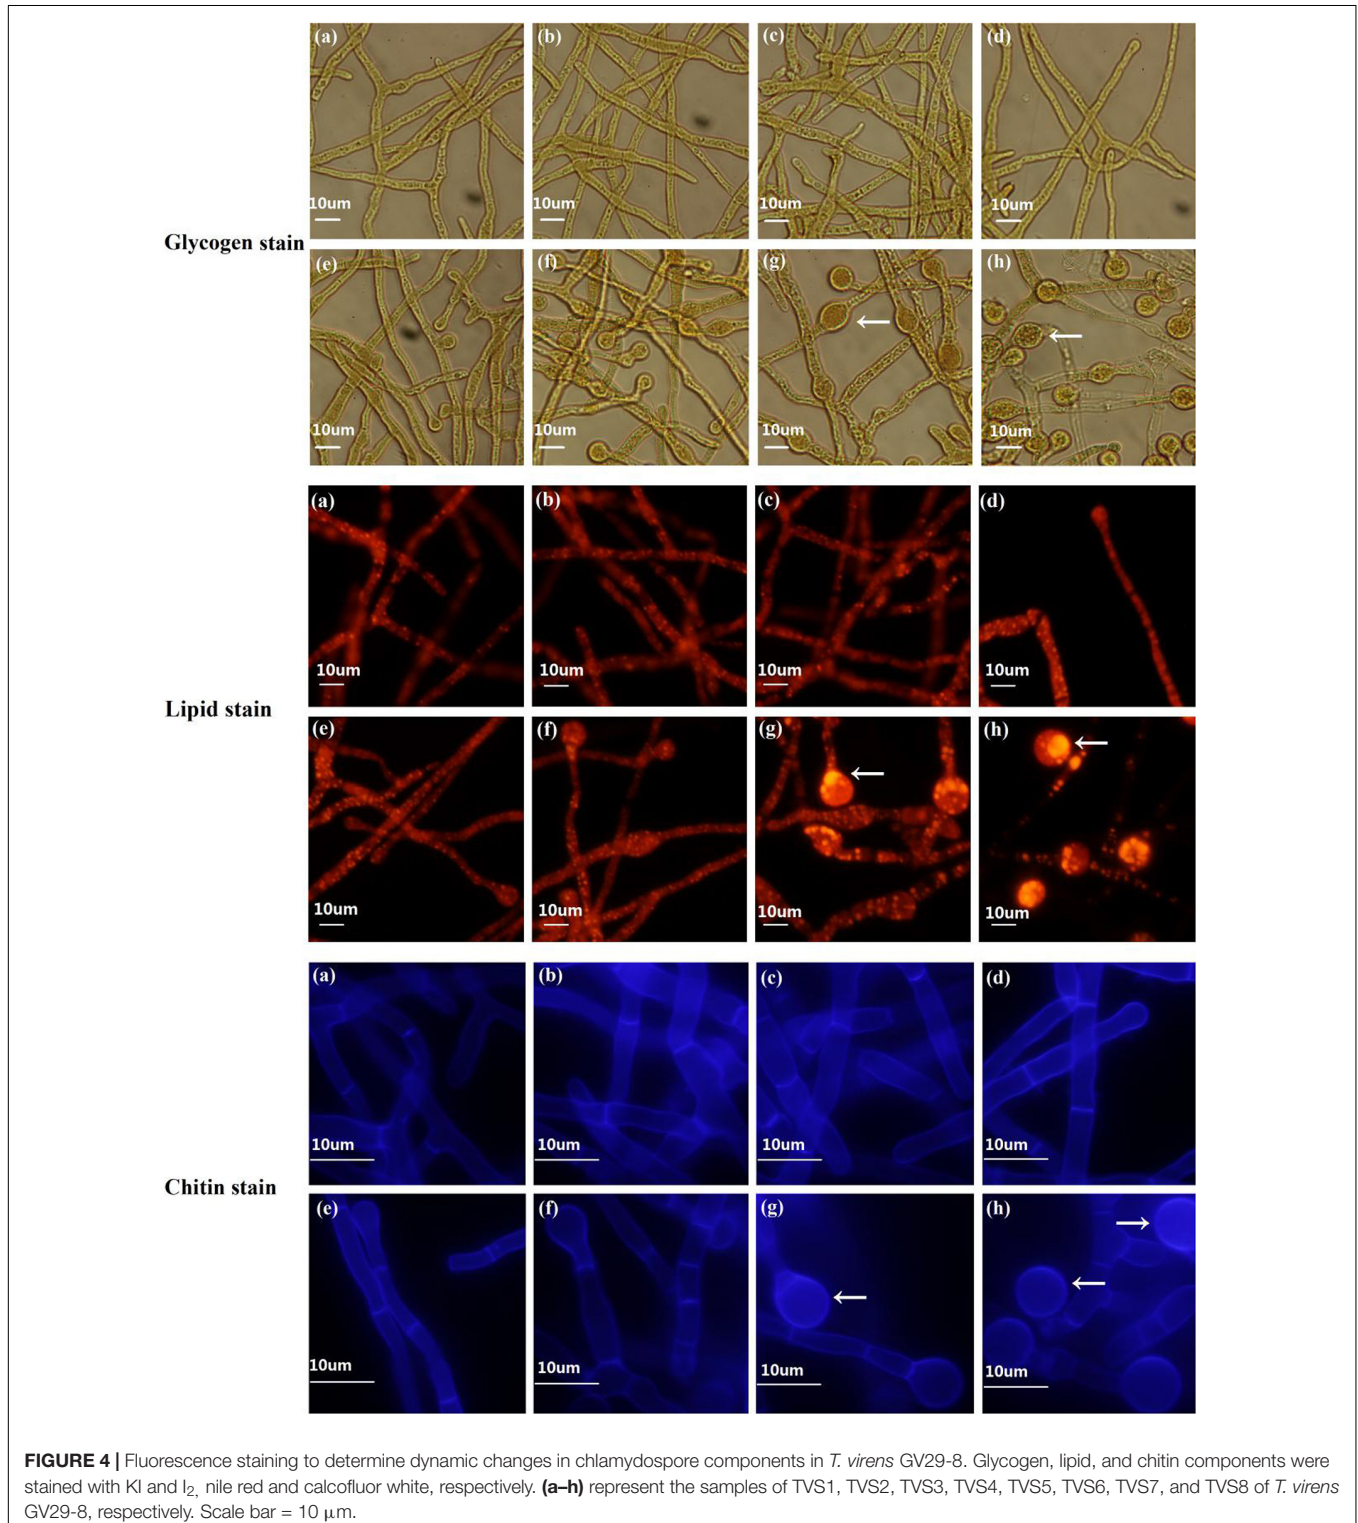 (a) (b) (c) (d)
10um 10um 10um 10um
Glycogen stain
(e) (f) (g) (h)
10um 10um 10um 10um
(a) (b) (c) (d)
10um 10um 10um 10um
Lipid stain
(e) (f) (g) (h)
10um 10um 10um 10um
(a) (b) (c) (d)
10um 10um 10um 10um
Chitin stain
(e) (f) (g) (h)
10um 10um 10um 10um
FIGURE 4 | Fluorescence staining to determine dynamic changes in chlamydospore components in T. virens GV29-8. Glycogen, lipid, and chitin components were
stained with KI and I2, nile red and calcofluor white, respectively. (a–h) represent the samples of TVS1, TVS2, TVS3, TVS4, TVS5, TVS6, TVS7, and TVS8 of T. virens
GV29-8, respectively. Scale bar = 10 μm.